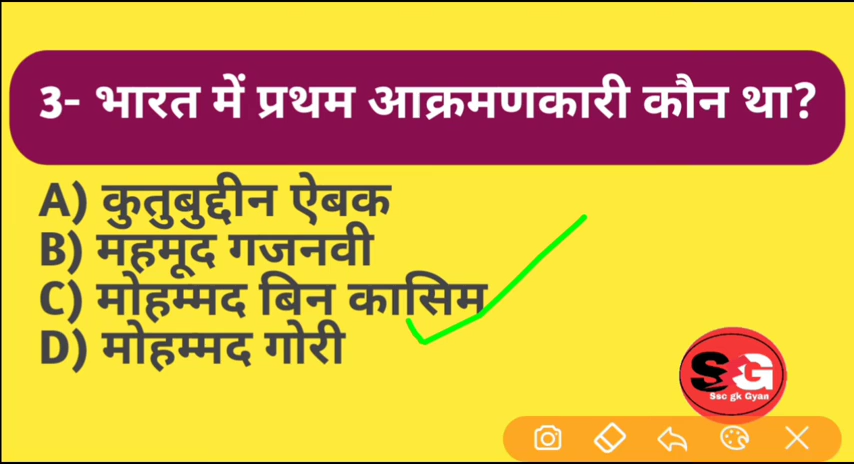 3- भारत में प्रथम आक्रमणकारी कौन था?
A) कुतुबुद्दीन ऐबक
B) महमूद गजनवी
C) मोहम्मद बिन कासिम
D) मोहम्मद गोरी
SG
Ssc gk Gyan